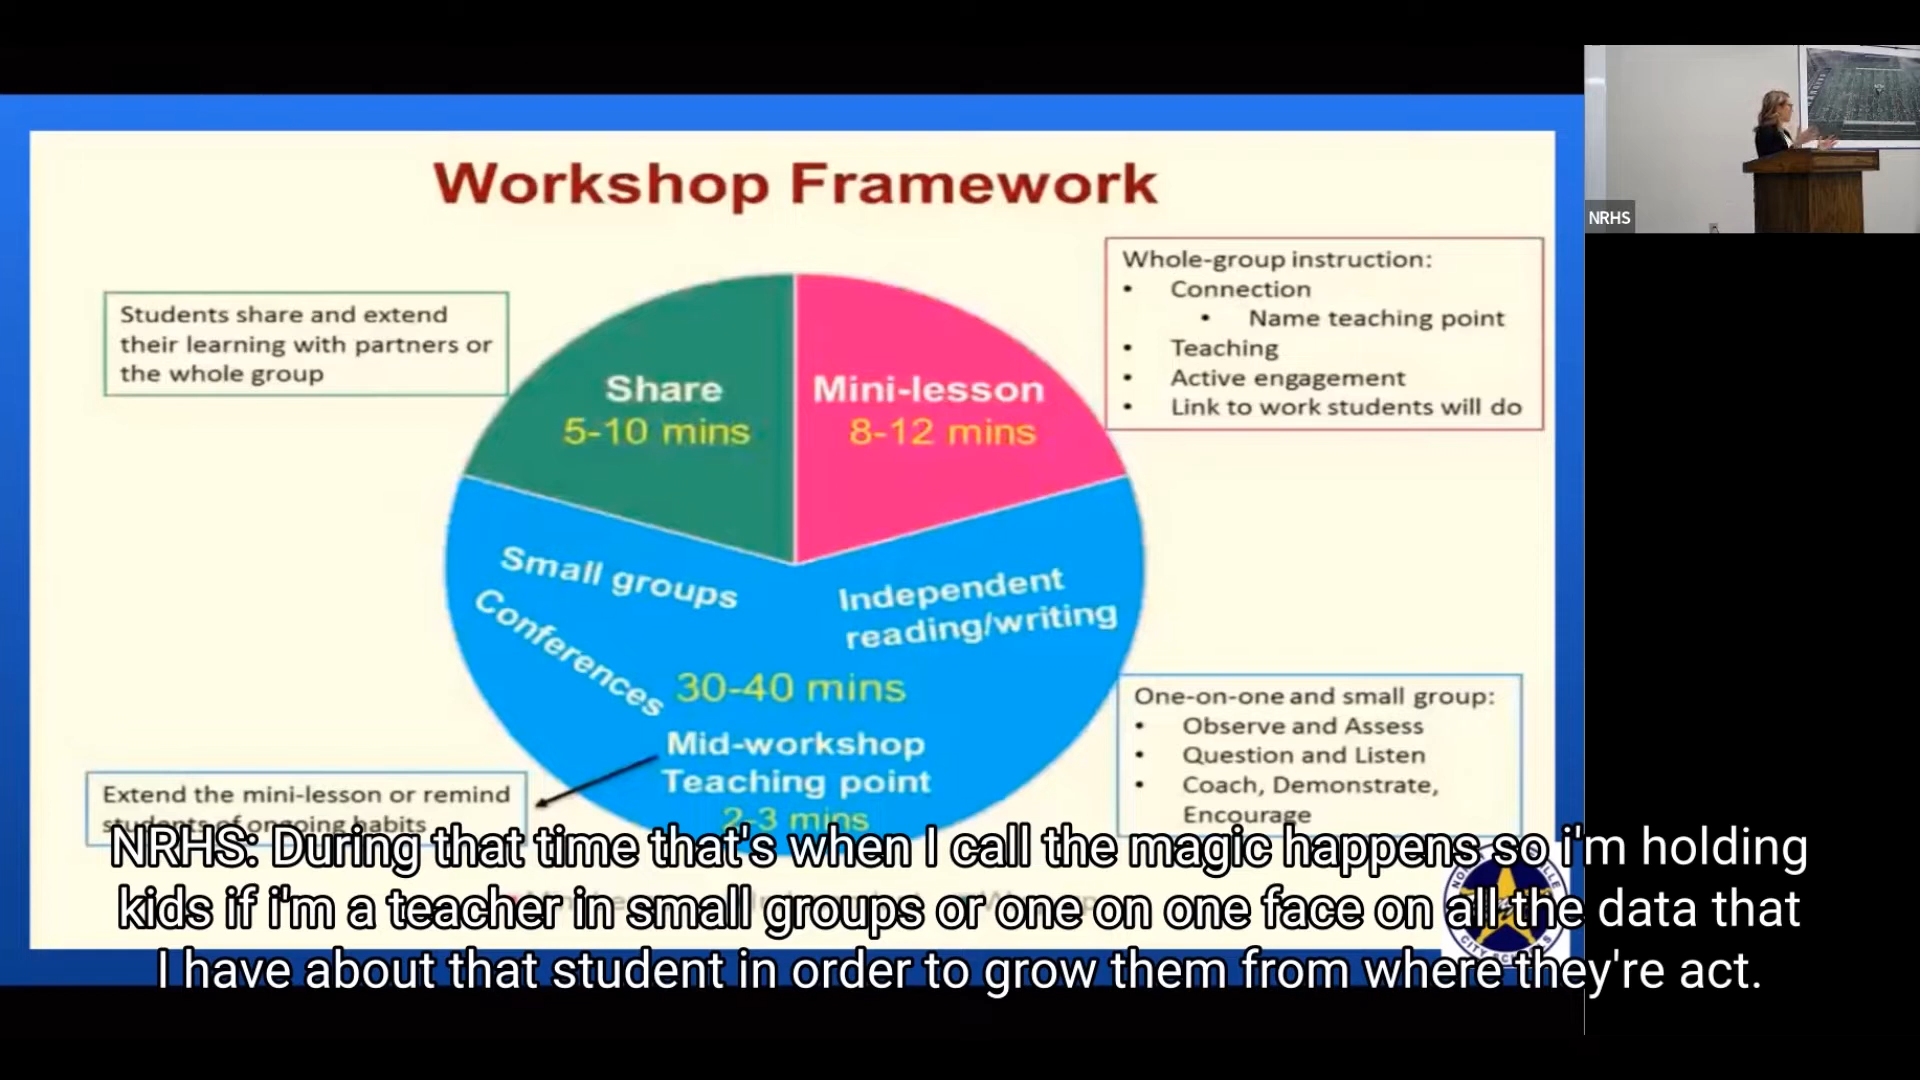 Workshop Framework
NRHS
Whole-group instruction:
• Connection
• Name teaching point
• Teaching
• Active engagement
• Link to work students will do
Students share and extend
their learning with partners or
the whole group
Share
5-10 mins
Mini-lesson
8-12 mins
Small groups
Conferences
Independent
reading/writing
30-40 mins
Mid-workshop
Teaching point
2-3 mins
One-on-one and small group:
• Observe and Assess
• Question and Listen
• Coach, Demonstrate,
Encourage
Extend the mini-lesson or remind
students of ongoing habits
NRHS: During that time that's when I call the magic happens so i'm holding
kids if i'm a teacher in small groups or one on one face on all the data that
I have about that student in order to grow them from where they're act.